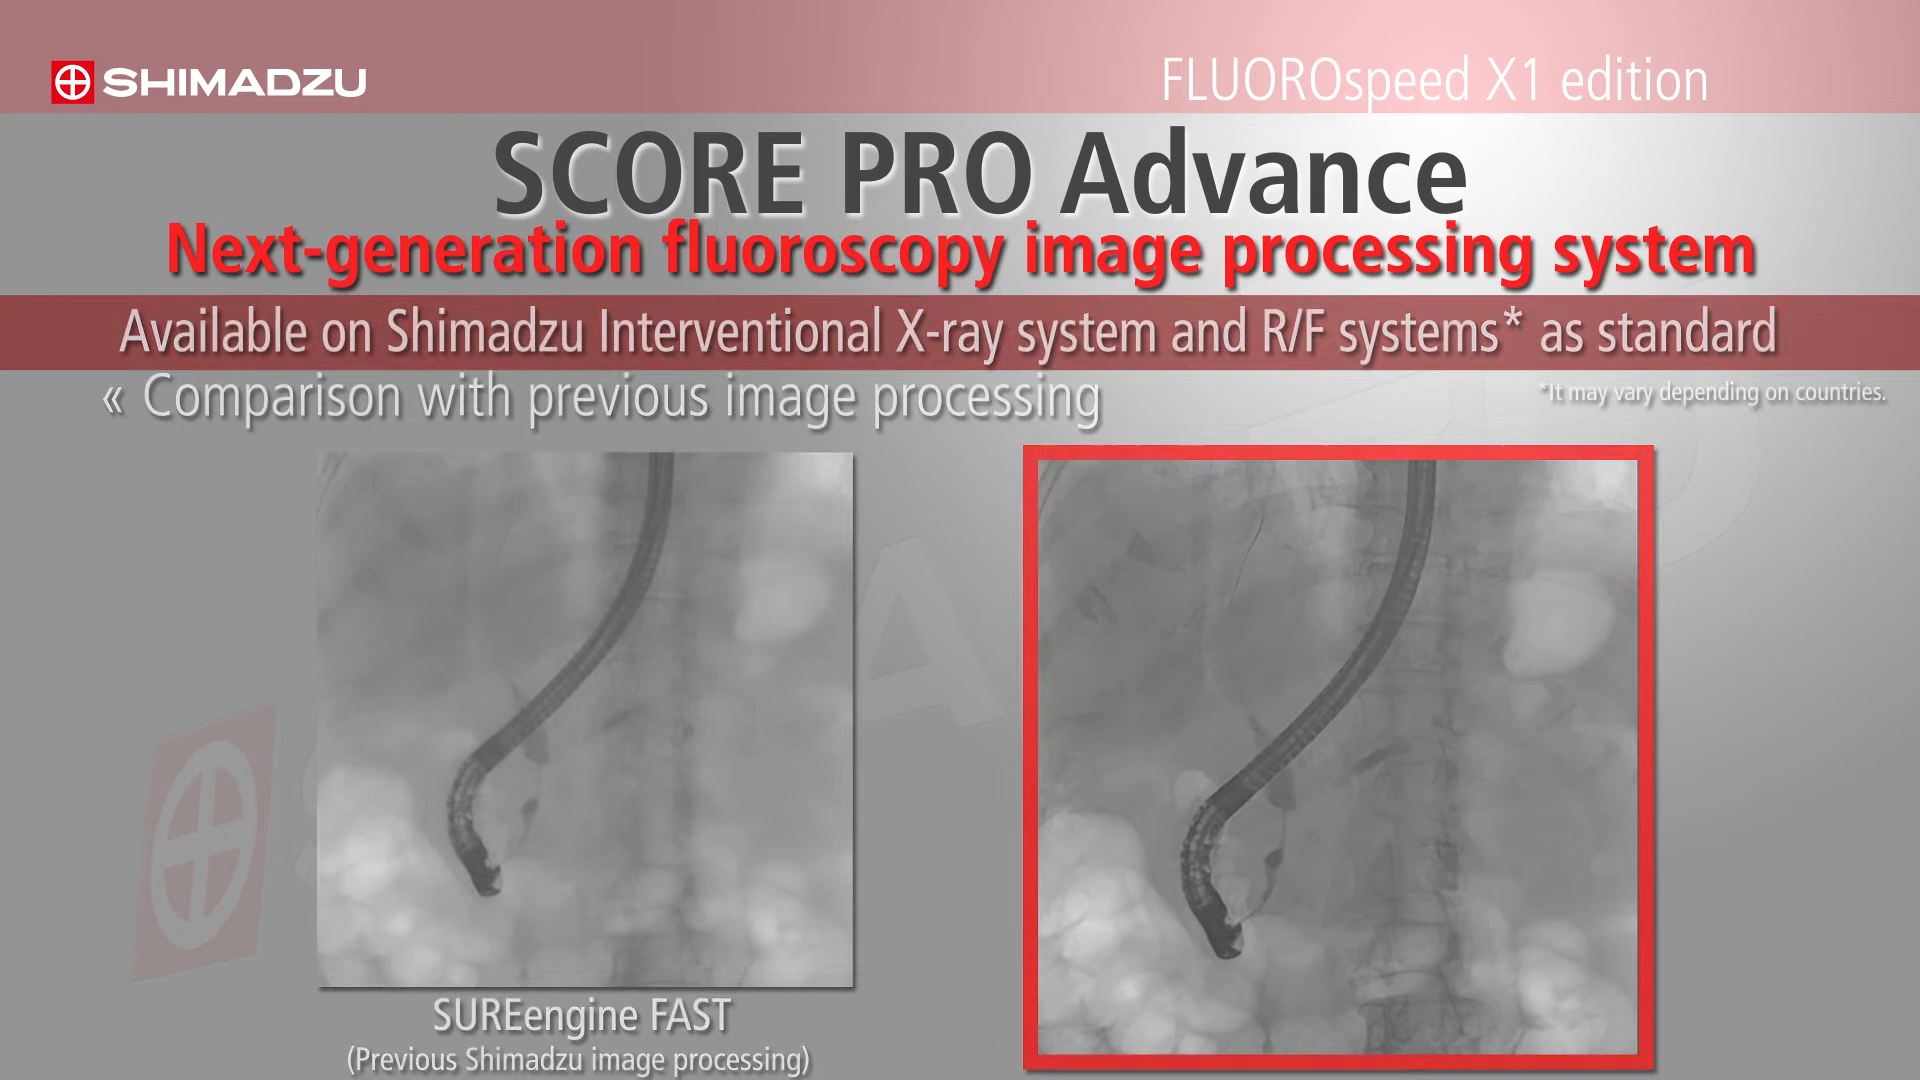 SHIMADZU
FLUOROspeed X1 edition
SCORE PRO Advance
Next-generation fluoroscopy image processing system
Available on Shimadzu Interventional X-ray system and R/F systems* as standard
« Comparison with previous image processing
*It may vary depending on countries.
SUREengine FAST
(Previous Shimadzu image processing)